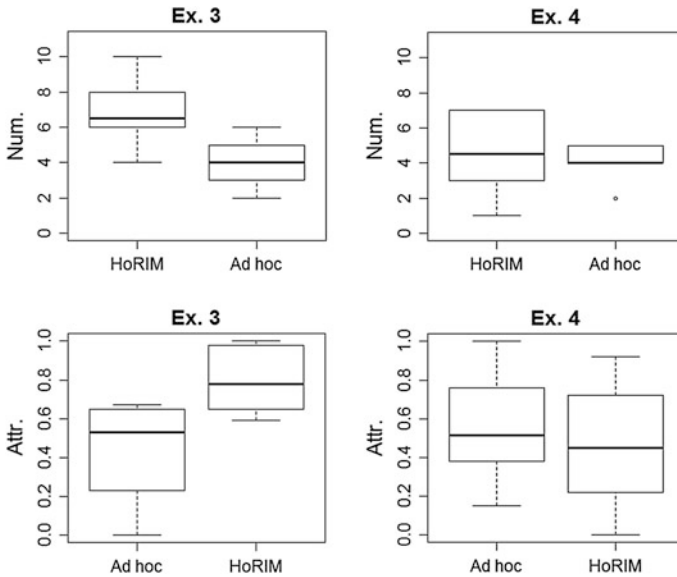 Ex. 3
Num.
10
8
6
4
2
0
HoRIM Ad hoc
Ex. 4
Num.
10
8
6
4
2
0
HoRIM Ad hoc
Ex. 3
Attr.
1.0
0.8
0.6
0.4
0.2
0.0
Ad hoc HoRIM
Ex. 4
Attr.
1.0
0.8
0.6
0.4
0.2
0.0
Ad hoc HoRIM